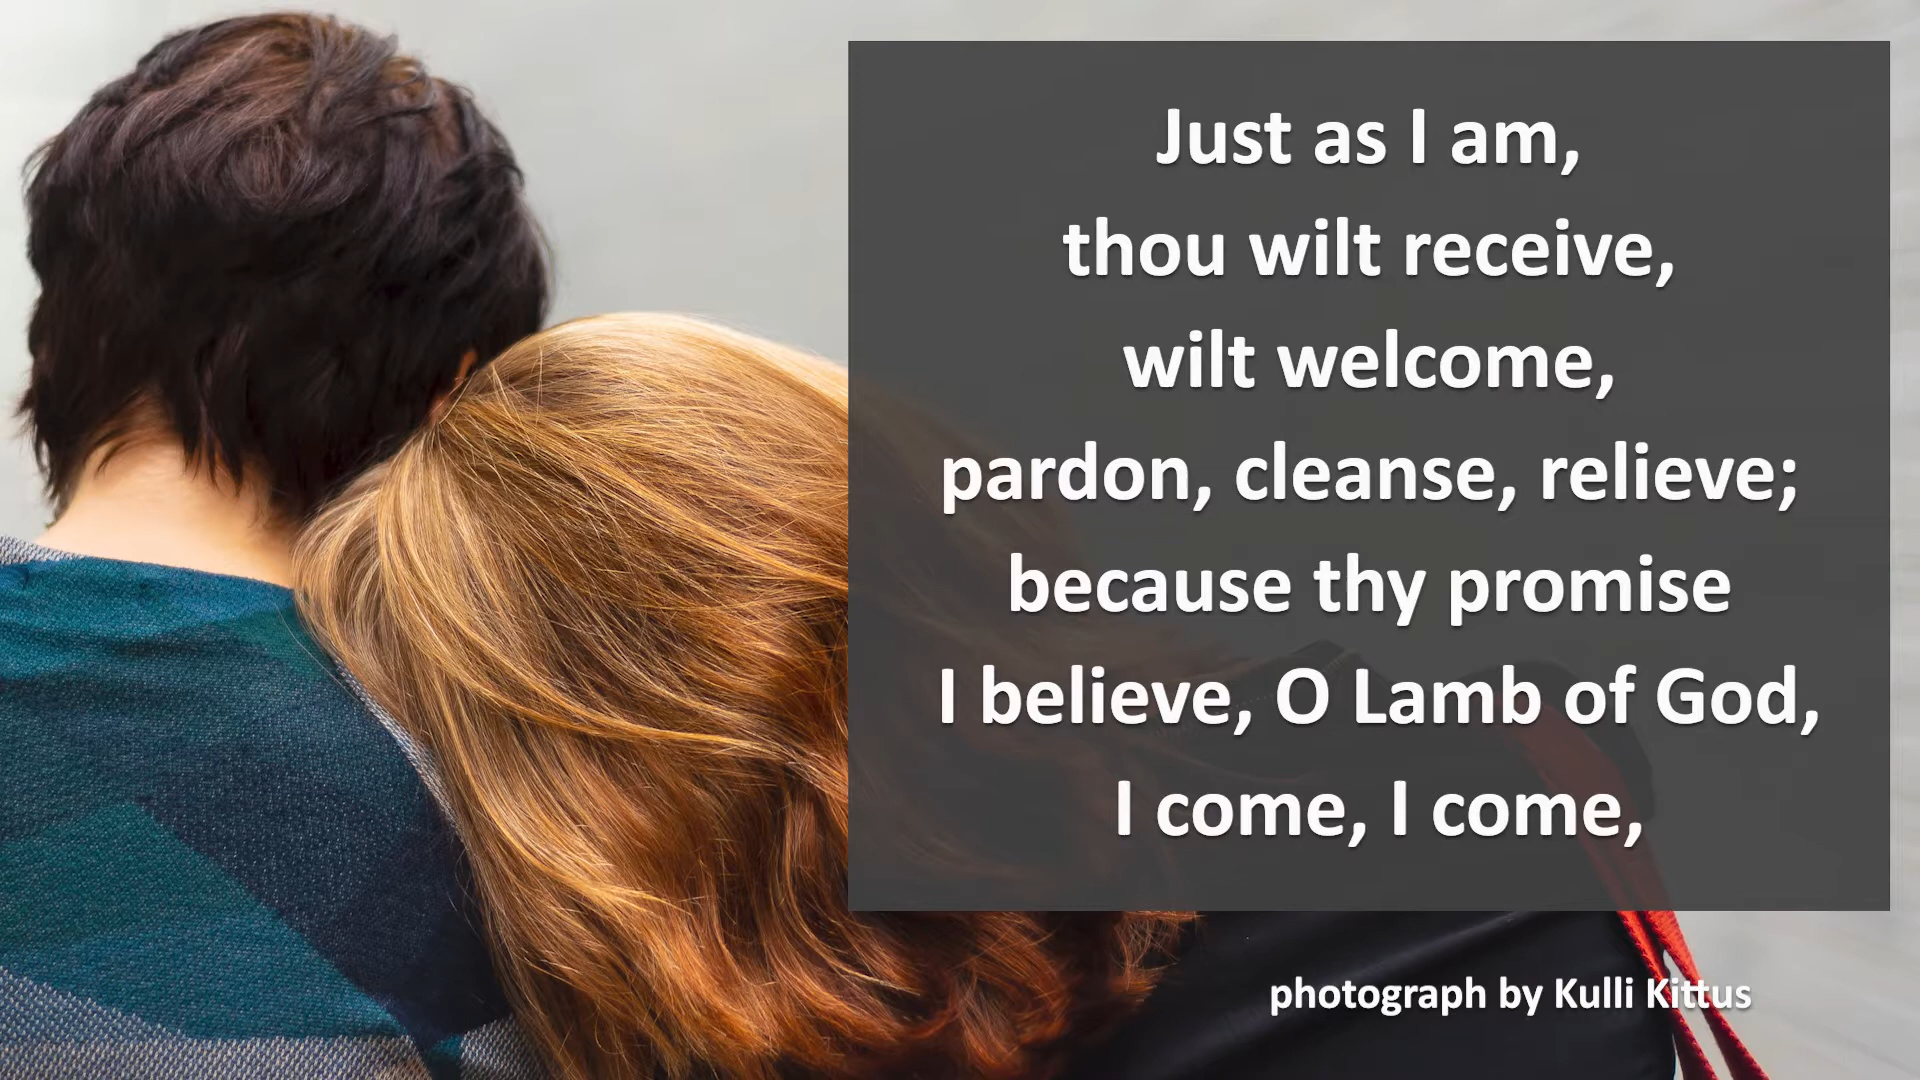 Just as I am,
thou wilt receive,
wilt welcome,
pardon, cleanse, relieve;
because thy promise
I believe, O Lamb of God,
I come, I come,
photograph by Kulli Kittus